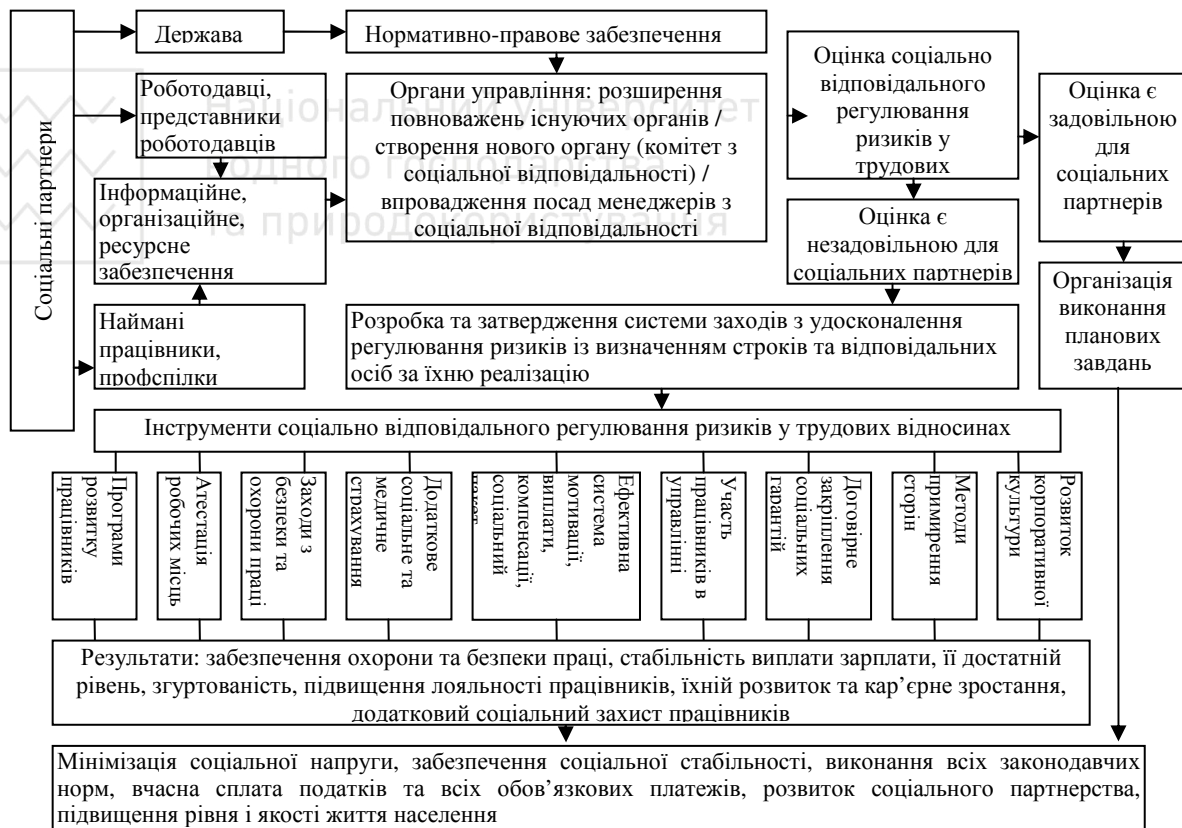 Соціальні партнери
Держава
Нормативно-правове забезпечення
Роботодавці,
представники
роботодавців
Інформаційне,
організаційне,
ресурсне
забезпечення
Наймані
працівники,
профспілки
Органи управління: розширення
повноважень існуючих органів /
створення нового органу (комітет з
соціальної відповідальності) /
впровадження посад менеджерів з
соціальної відповідальності
Оцінка соціально
відповідального
регулювання
ризиків у
трудових
Оцінка є
незадовільною для
соціальних партнерів
Оцінка є
задовільною
для
соціальних
партнерів
Організація
виконання
планових
завдань
Національний університет
водного господарства
та природокористування
Розробка та затвердження системи заходів з удосконалення
регулювання ризиків із визначенням строків та відповідальних
осіб за їхню реалізацію
Інструменти соціально відповідального регулювання ризиків у трудових відносинах
Програми
розвитку
працівників
Атестація
робочих місць
Заходи з
безпеки та
охорони праці
Додаткове
соціальне та
медичне
страхування
Ефективна
система
мотивації,
виплати,
компенсації,
соціальний
пакет
Участь
працівників в
управлінні
Договірне
закріплення
соціальних
гарантій
Методи
примирення
сторін
Розвиток
корпоративної
культури
Результати: забезпечення охорони та безпеки праці, стабільність виплати зарплати, її достатній
рівень, згуртованість, підвищення лояльності працівників, їхній розвиток та кар’єрне зростання,
додатковий соціальний захист працівників
Мінімізація соціальної напруги, забезпечення соціальної стабільності, виконання всіх законодавчих
норм, вчасна сплата податків та всіх обов’язкових платежів, розвиток соціального партнерства,
підвищення рівня і якості життя населення